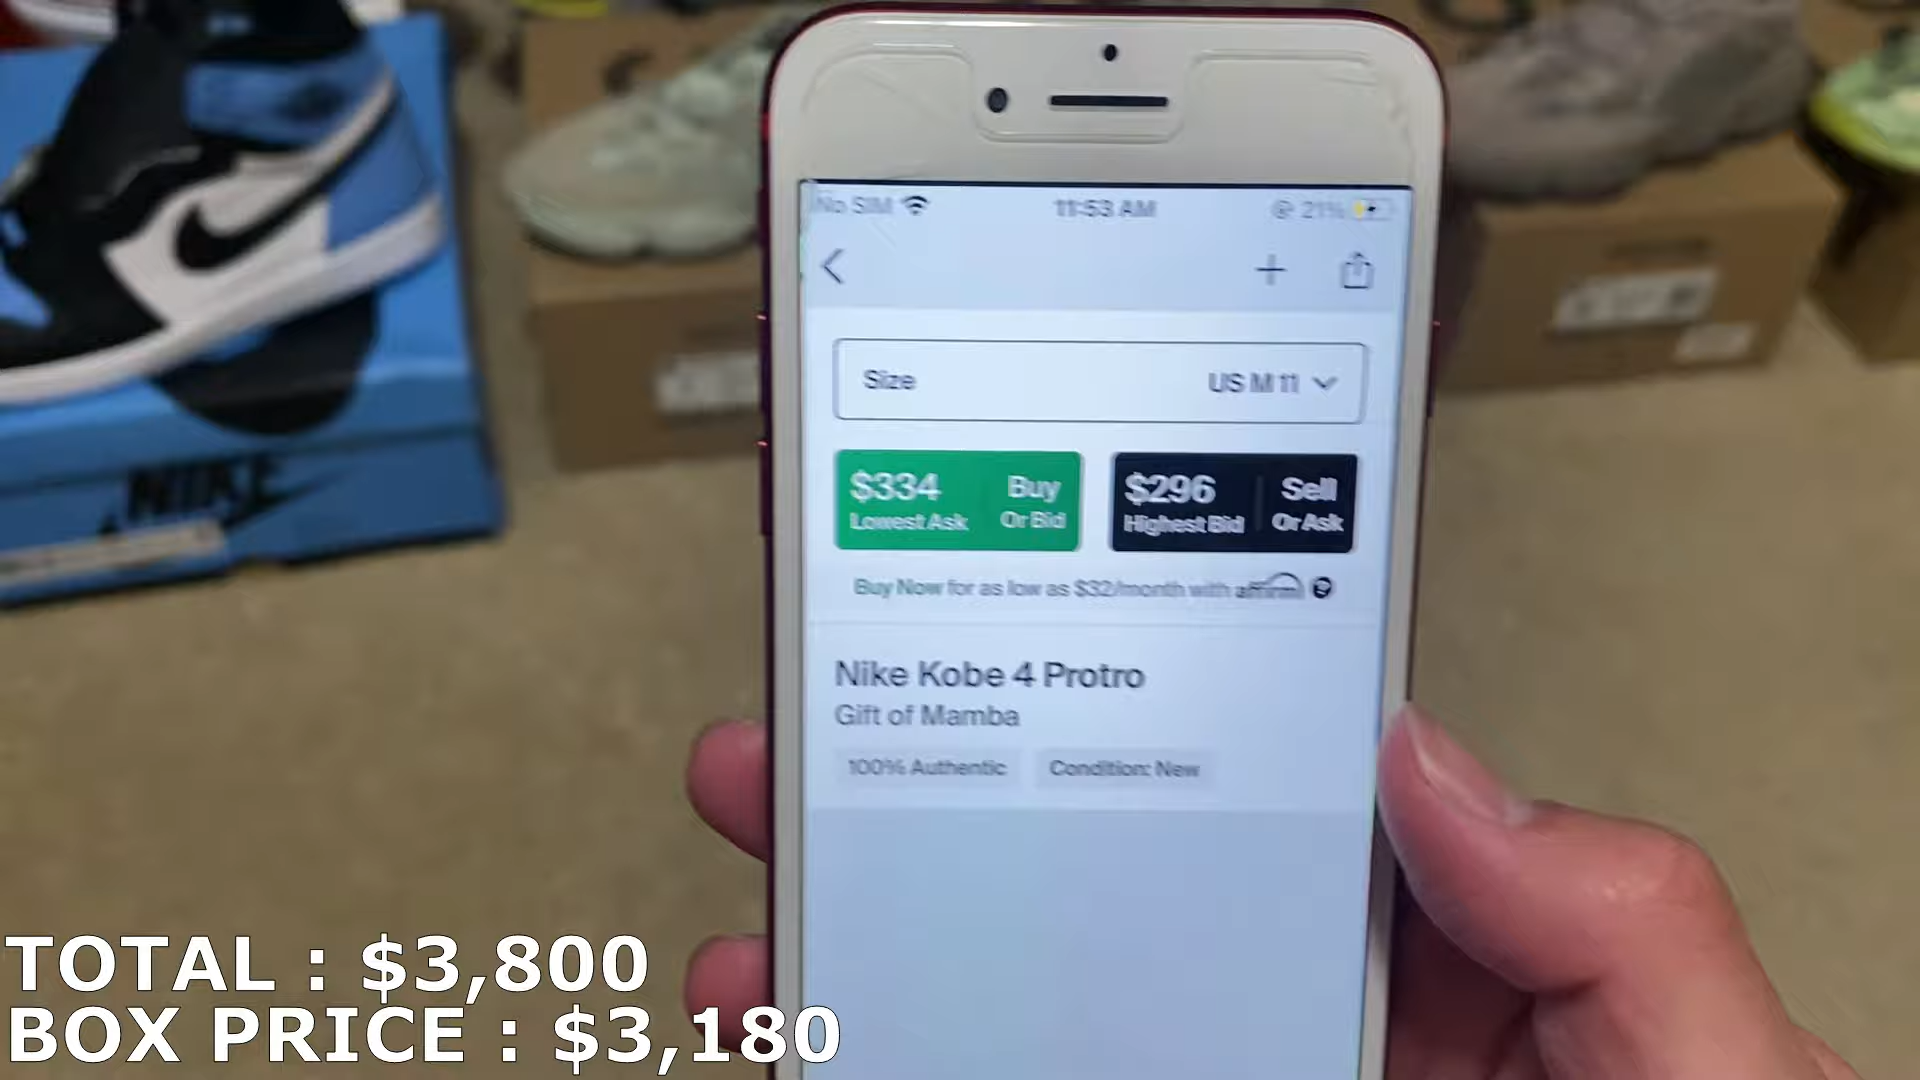 No SIM 11:53 AM 21%
Size US M 11
$334 Buy
Lowest Ask Or Bid
$296 Sell
Highest Bid Or Ask
Buy Now for as low as $32/month with affirm
Nike Kobe 4 Protro
Gift of Mamba
100% Authentic Condition: New
NIKE
TOTAL : $3,800
BOX PRICE : $3,180